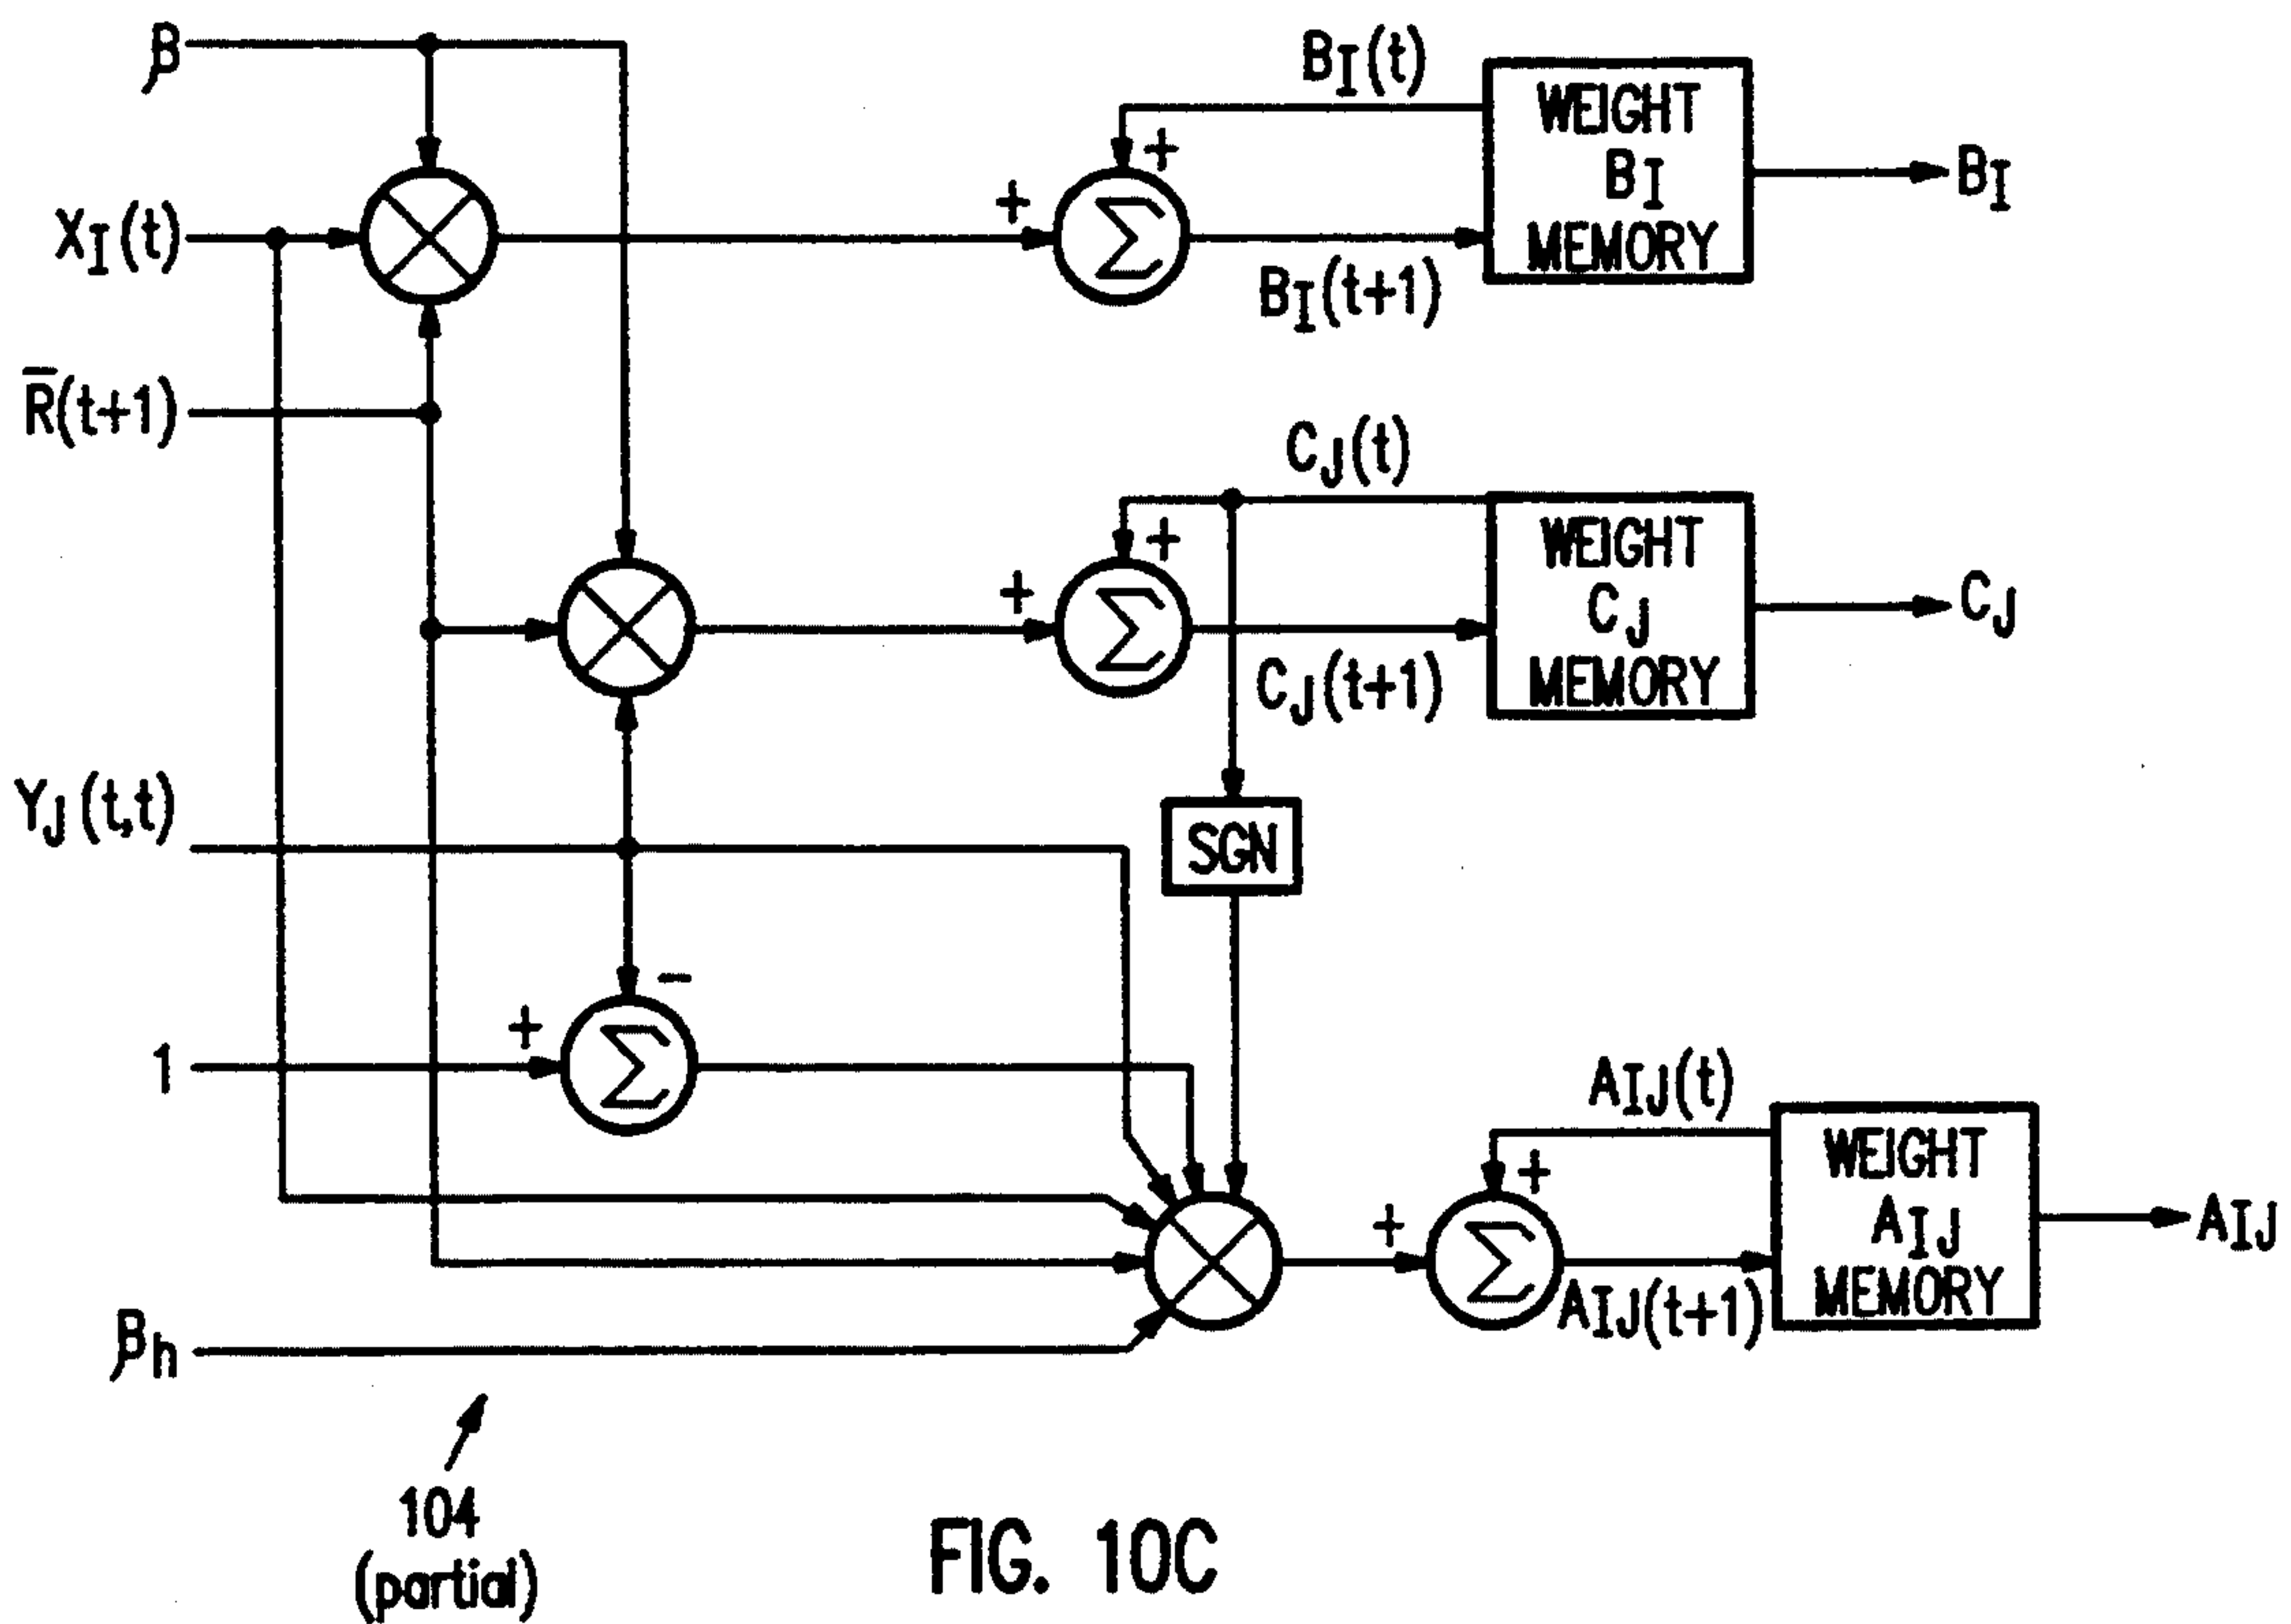 β
B_I(t)
WEIGHT
B_I
MEMORY
B_I
X_I(t)
+
+
Σ
B_I(t+1)
R̄(t+1)
C_J(t)
WEIGHT
C_J
MEMORY
C_J
+
+
Σ
C_J(t+1)
Y_J(t,t)
SGN
-
+
Σ
1
A_IJ(t)
WEIGHT
A_IJ
MEMORY
A_IJ
+
+
Σ
A_IJ(t+1)
β_h
104
(partial)
FIG. 10C